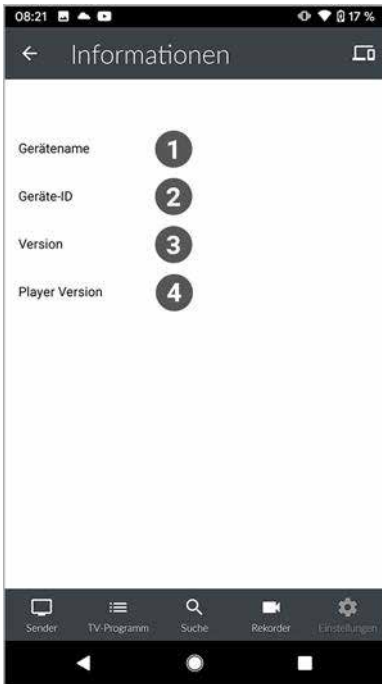 08:21 17 %
Informationen
Gerätename 1
Geräte-ID 2
Version 3
Player Version 4
Sender TV-Programm Suche Rekorder Einstellungen